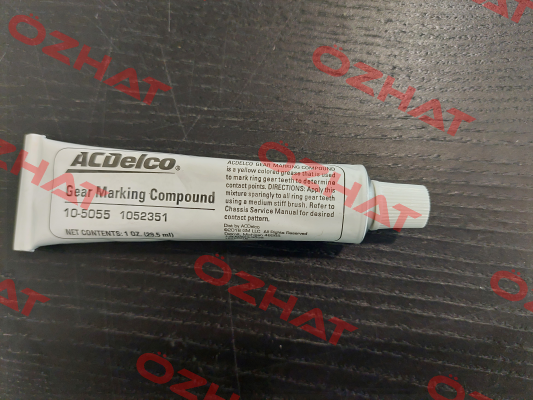 ACDelco®
Gear Marking Compound
10-5055 1052351
NET CONTENTS: 1 OZ. (29.5 ml)
ACDELCO GEAR MARKING COMPOUND
is a yellow colored grease that is used
to mark ring gear teeth to determine
contact points. DIRECTIONS: Apply this
mixture sparingly to all ring gear teeth
using a medium stiff brush. Refer to
Chassis Service Manual for desired
contact pattern.
Dist by ACDelco
©2018 GM LLC. All Rights Reserved
OZHAT
OZHAT
OZHAT
OZHAT
OZHAT
OZHAT